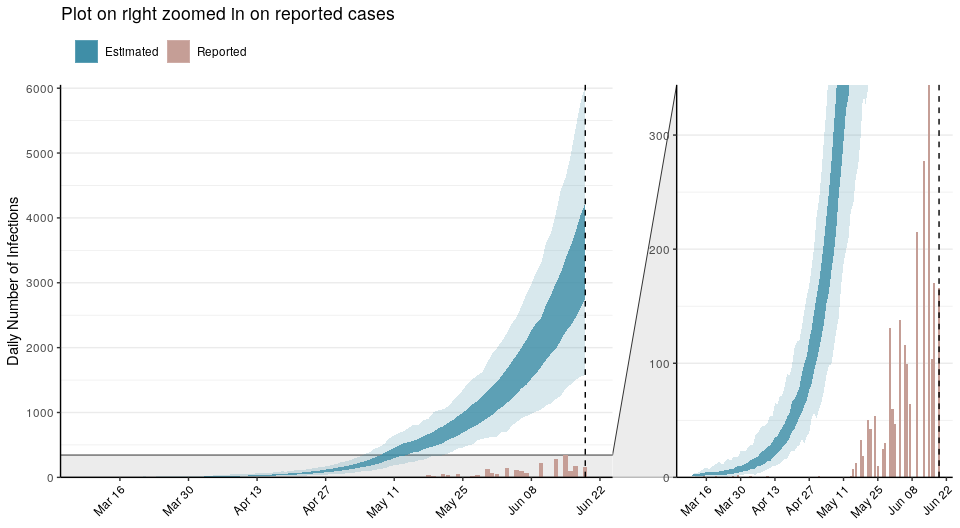 Plot on right zoomed in on reported cases
Estimated Reported
Daily Number of Infections
6000
5000
4000
3000
2000
1000
0
Mar 16 Mar 30 Apr 13 Apr 27 May 11 May 25 Jun 08 Jun 22
300
200
100
0
Mar 16 Mar 30 Apr 13 Apr 27 May 11 May 25 Jun 08 Jun 22